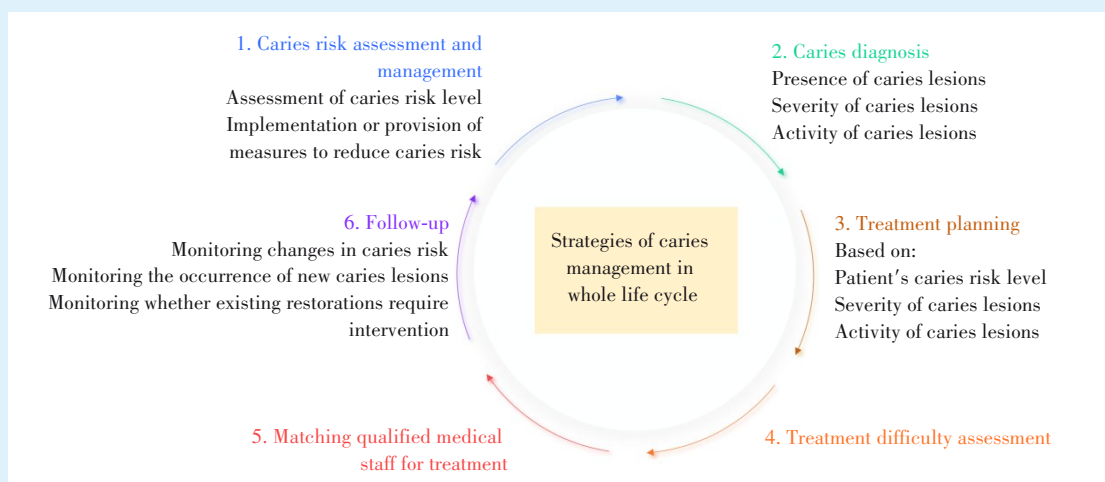 1. Caries risk assessment and
management
Assessment of caries risk level
Implementation or provision of
measures to reduce caries risk
2. Caries diagnosis
Presence of caries lesions
Severity of caries lesions
Activity of caries lesions
3. Treatment planning
Based on:
Patient's caries risk level
Severity of caries lesions
Activity of caries lesions
4. Treatment difficulty assessment
5. Matching qualified medical
staff for treatment
6. Follow-up
Monitoring changes in caries risk
Monitoring the occurrence of new caries lesions
Monitoring whether existing restorations require
intervention
Strategies of caries
management in
whole life cycle